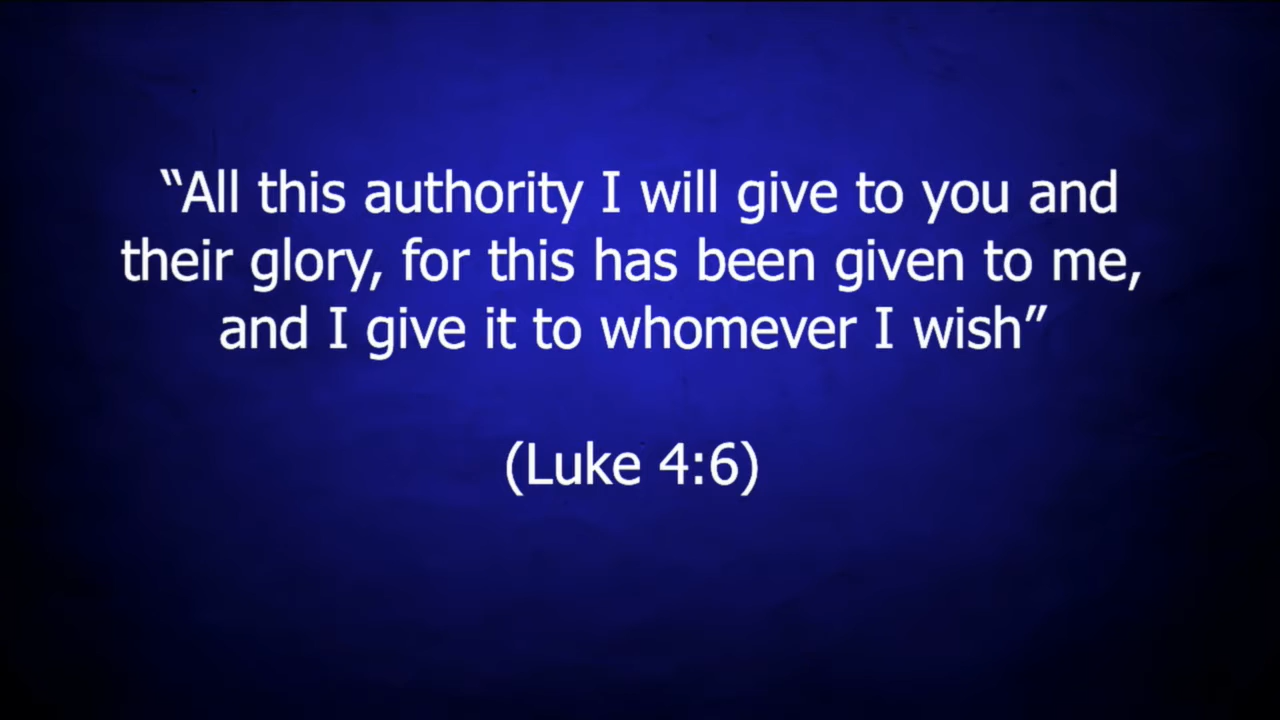 “All this authority I will give to you and
their glory, for this has been given to me,
and I give it to whomever I wish”
(Luke 4:6)